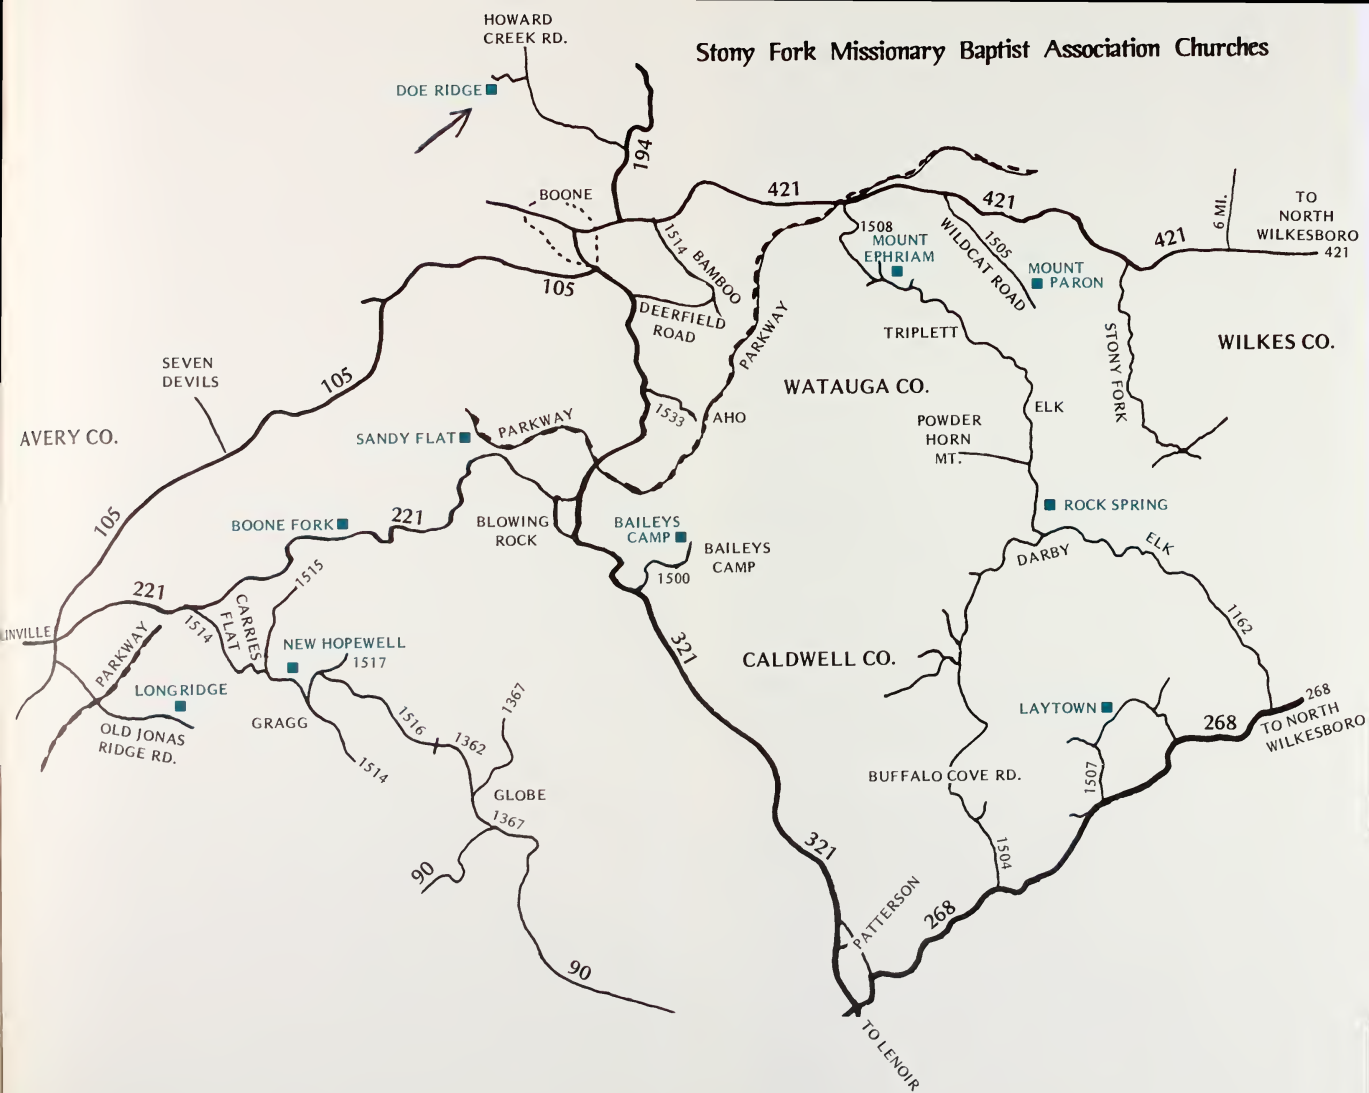 HOWARD
CREEK RD.
Stony Fork Missionary Baptist Association Churches
DOE RIDGE
194
BOONE
421
421
421
6 MI.
TO
NORTH
WILKESBORO
421
1508
MOUNT
EPHRIAM
1505
WILDCAT ROAD
MOUNT
PARON
1514
BAMBOO
105
DEERFIELD
ROAD
PARKWAY
TRIPLETT
STONY FORK
WILKES CO.
SEVEN
DEVILS
105
WATAUGA CO.
1533
AHO
ELK
POWDER
HORN
MT.
AVERY CO.
SANDY FLAT
PARKWAY
105
BOONE FORK
221
BLOWING
ROCK
BAILEYS
CAMP
BAILEYS
CAMP
1500
ROCK SPRING
DARBY
ELK
1162
221
1515
1514
CARRIES
FLAT
LINVILLE
PARKWAY
NEW HOPEWELL
1517
321
CALDWELL CO.
LONGRIDGE
GRAGG
OLD JONAS
RIDGE RD.
1514
1516
1362
1367
LAYTOWN
268
268
TO NORTH
WILKESBORO
BUFFALO COVE RD.
1507
GLOBE
1367
90
321
1504
PATTERSON
268
90
TO LENOIR